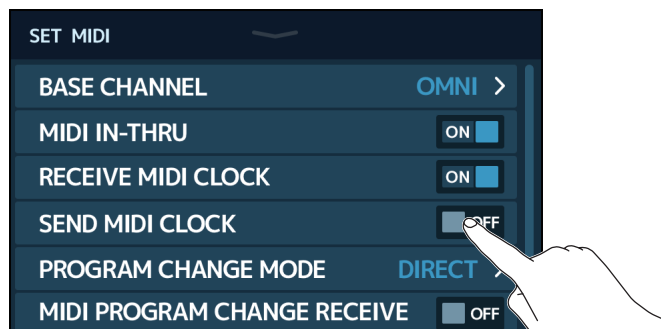 SET MIDI
BASE CHANNEL OMNI
MIDI IN-THRU ON
RECEIVE MIDI CLOCK ON
SEND MIDI CLOCK OFF
PROGRAM CHANGE MODE DIRECT
MIDI PROGRAM CHANGE RECEIVE OFF